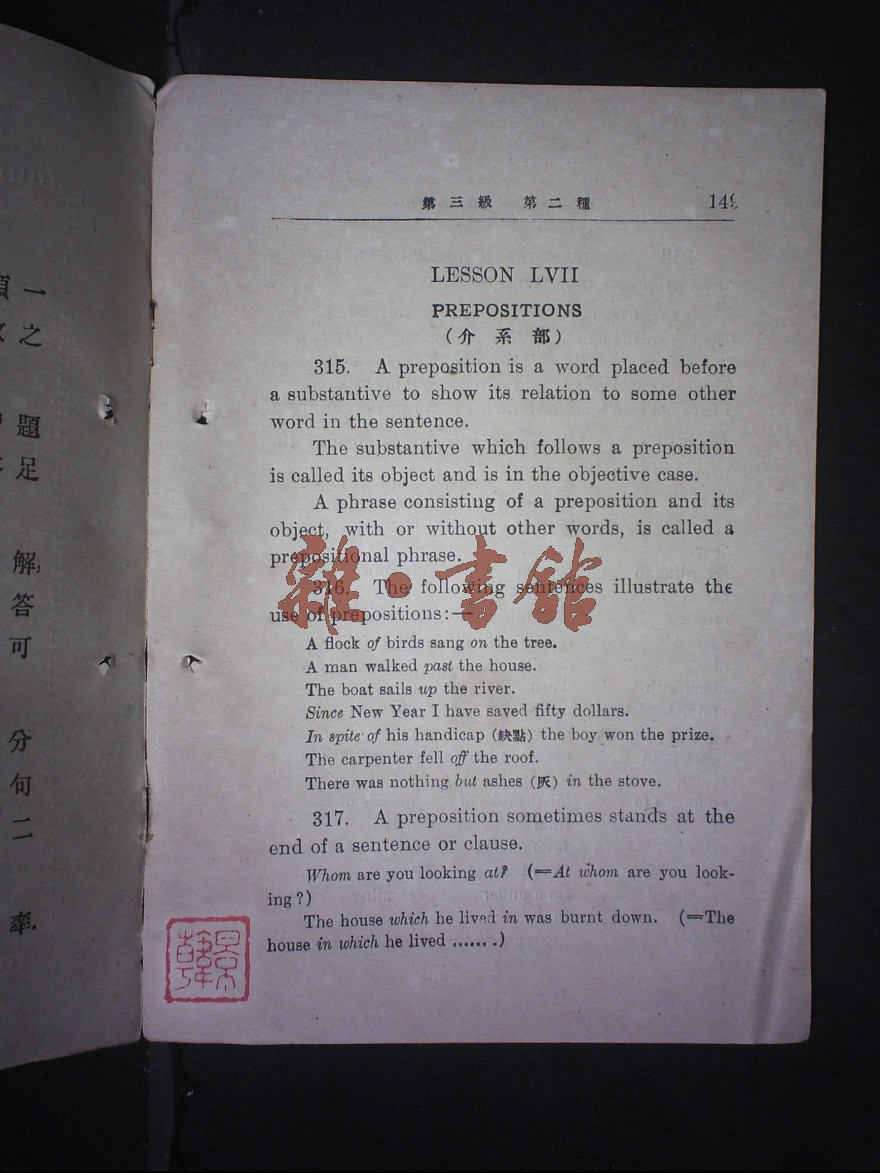 第三級 第二種 149
LESSON LVII
PREPOSITIONS
(介系部)
315. A preposition is a word placed before
a substantive to show its relation to some other
word in the sentence.
The substantive which follows a preposition
is called its object and is in the objective case.
A phrase consisting of a preposition and its
object, with or without other words, is called a
prepositional phrase.
316. The following sentences illustrate the
use of prepositions:—
雜·書館
A flock of birds sang on the tree.
A man walked past the house.
The boat sails up the river.
Since New Year I have saved fifty dollars.
In spite of his handicap (缺點) the boy won the prize.
The carpenter fell off the roof.
There was nothing but ashes (灰) in the stove.
317. A preposition sometimes stands at the
end of a sentence or clause.
Whom are you looking at? (=At whom are you look-
ing?)
The house which he lived in was burnt down. (=The
house in which he lived .......)
一之 題足 解,答可 分句二 率.